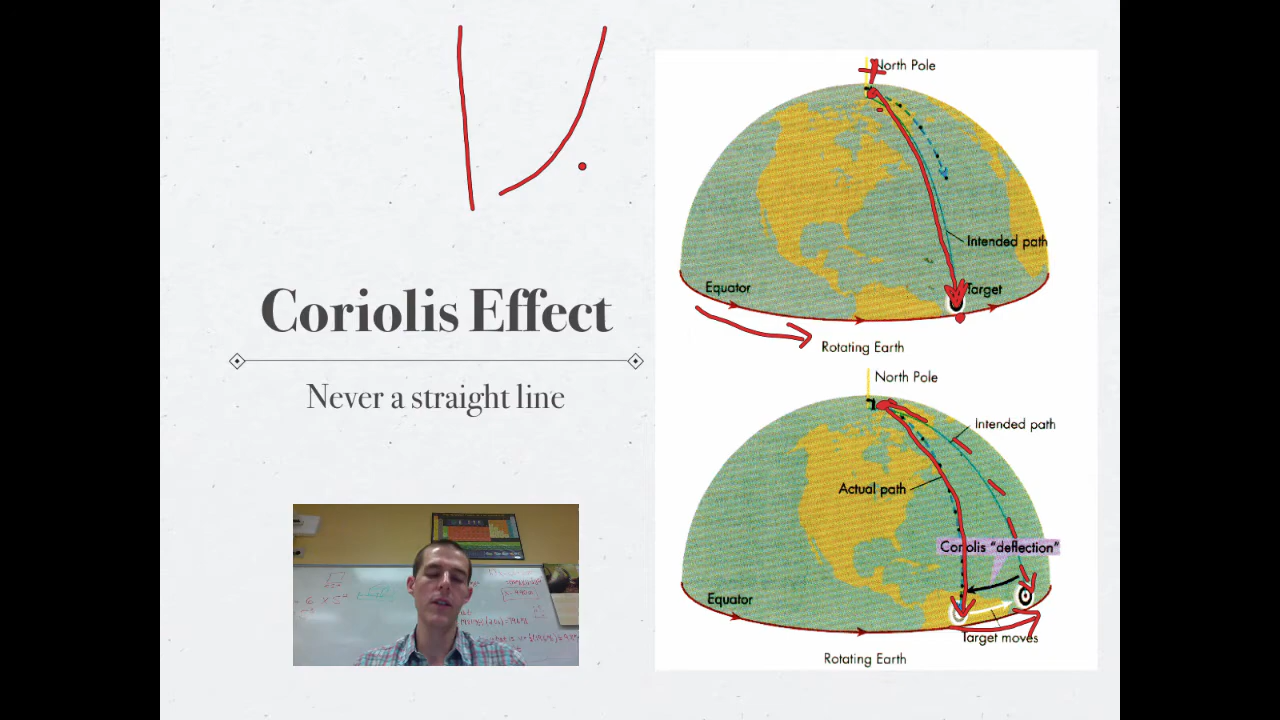 Coriolis Effect
Never a straight line
North Pole
Intended path
Target
Equator
Rotating Earth
North Pole
Intended path
Actual path
Coriolis "deflection"
Equator
Target moves
Rotating Earth